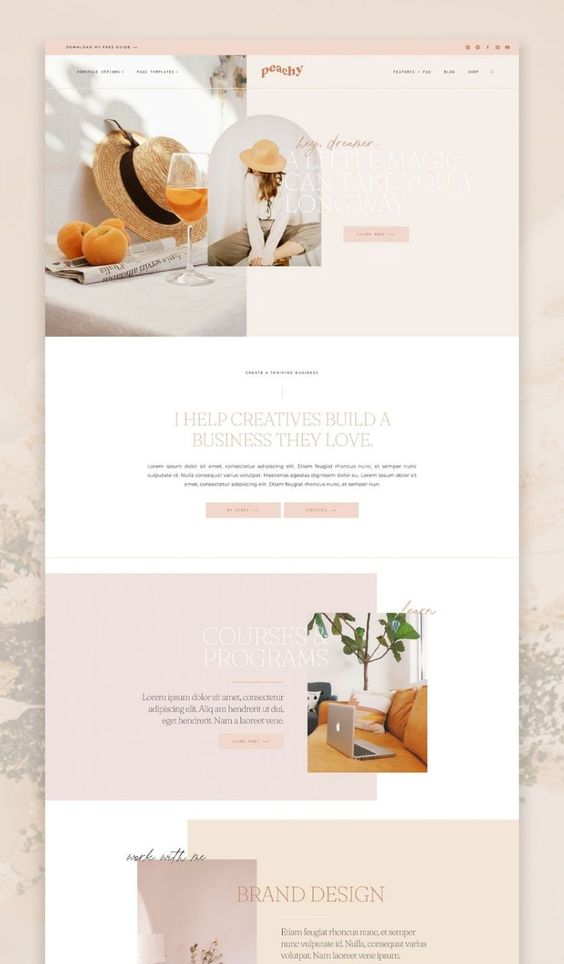 DOWNLOAD MY FREE GUIDE ⟶
HOMEPAGE OPTIONS
PAGE TEMPLATES
peachy
FEATURES + FAQ
BLOG
SHOP
hey, dreamer...
A LITTLE MAGIC
CAN TAKE YOU A
LONG WAY.
LEARN MORE ⟶
CREATE A THRIVING BUSINESS
I HELP CREATIVES BUILD A
BUSINESS THEY LOVE.
Lorem ipsum dolor sit amet, consectetur adipiscing elit. Etiam feugiat rhoncus nunc, et semper nunc
vulputate id. Nulla consequat varius volutpat. Maecenas egestas dignissim dolor eu. Lorem ipsum dolor sit
amet, consectetur adipiscing elit. Etiam feugiat rhoncus nunc, et semper nun.
MY STORY ⟶
SERVICES ⟶
learn
COURSES &
PROGRAMS
Lorem ipsum dolor sit amet, consectetur
adipiscing elit. Aliq am hendrerit ut dui,
eget hendrerit. Nam a laoreet vene.
LEARN MORE ⟶
work with me
BRAND DESIGN
Etiam feugiat rhoncus nunc, et semper
nunc vulputate id. Nulla consequat varius
volutpat. Nulla, consequat varius volutpat.
Nam a laoreet venenatis ipsum.